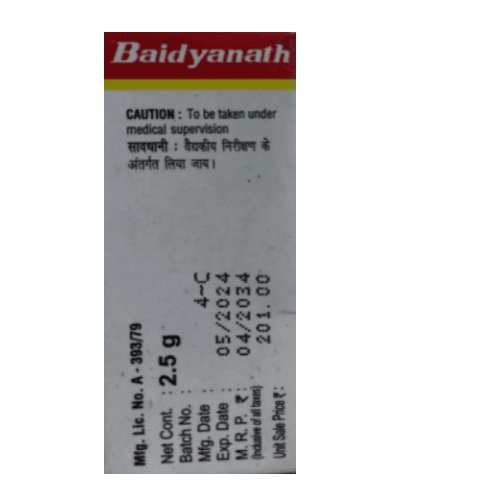 Baidyanath
CAUTION : To be taken under
medical supervision
सावधानी : वैद्यकीय निरीक्षण के
अंतर्गत लिया जाय।
Mfg. Lic. No. A - 393/79
Net Cont. : 2.5 g
Batch No. : 4-C
Mfg. Date : 05/2024
Exp. Date : 04/2034
M. R. P. ₹ : 201.00
(Inclusive of all taxes)
Unit Sale Price ₹ :